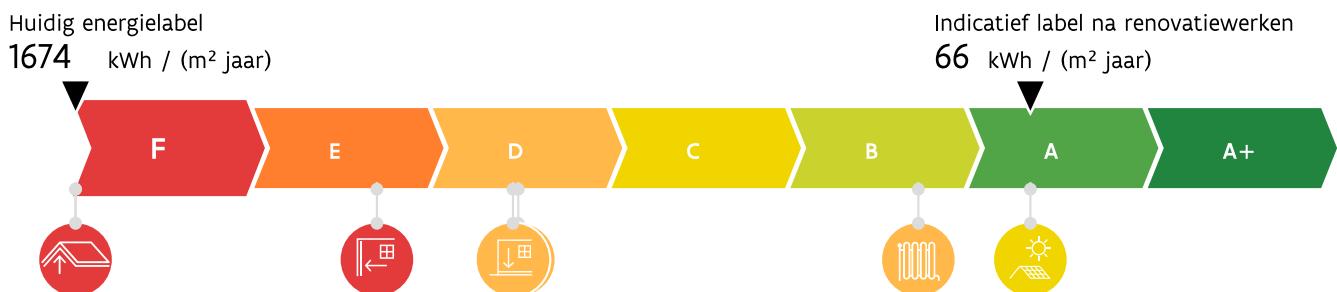 Huidig energielabel
1674 kWh / (m² jaar)
Indicatief label na renovatiewerken
66 kWh / (m² jaar)
F E D C B A A+